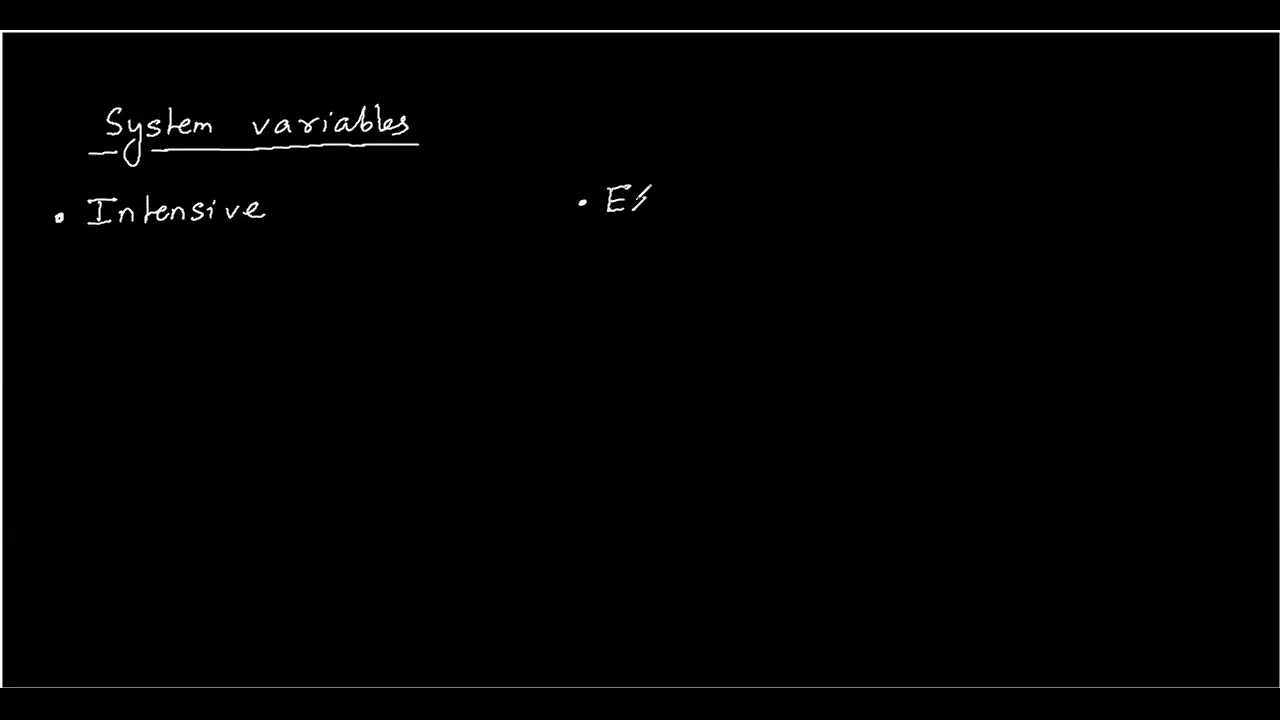 System variables
• Intensive
• E